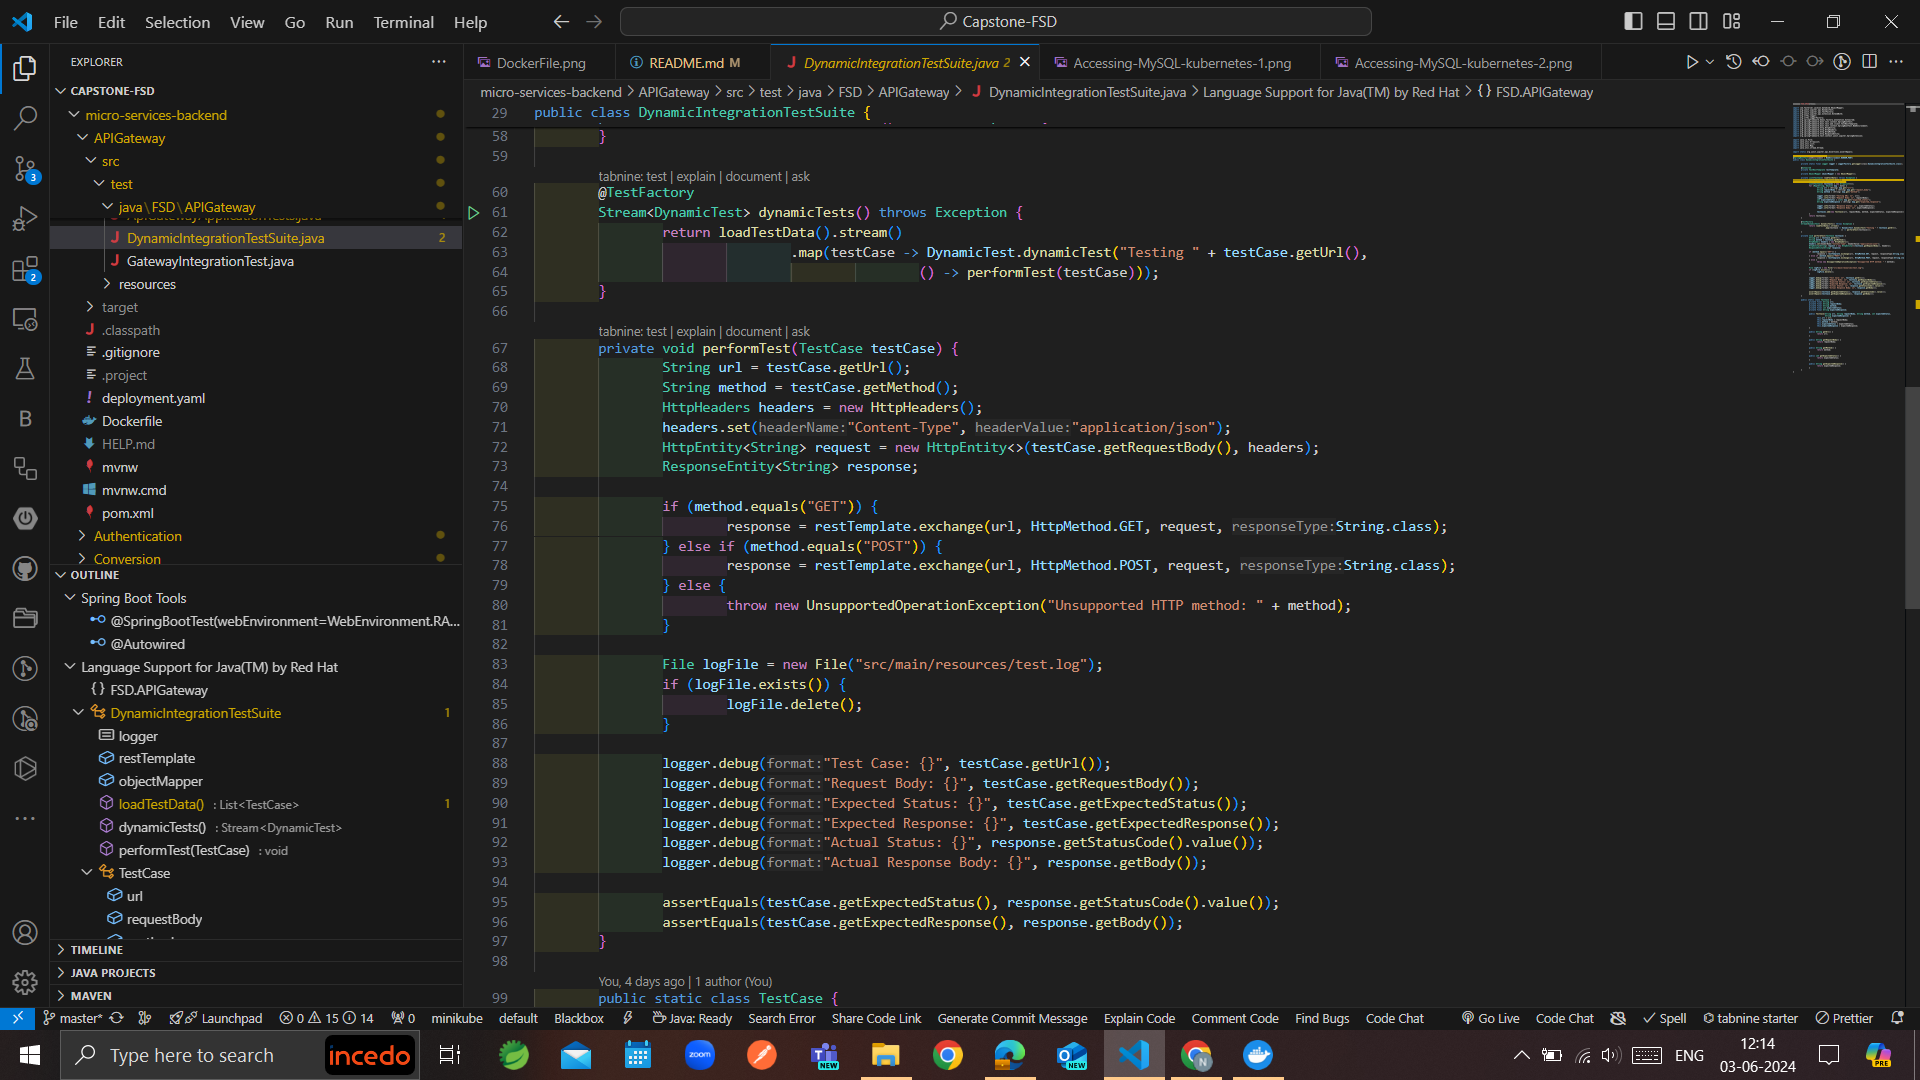 File Edit Selection View Go Run Terminal Help
Capstone-FSD
EXPLORER
DockerFile.png
README.md M
DynamicIntegrationTestSuite.java 2
Accessing-MySQL-kubernetes-1.png
Accessing-MySQL-kubernetes-2.png
micro-services-backend > APIGateway > src > test > java > FSD > APIGateway > DynamicIntegrationTestSuite.java > Language Support for Java(TM) by Red Hat > {} FSD.APIGateway
CAPSTONE-FSD
micro-services-backend
APIGateway
src
test
java\FSD\APIGateway
DynamicIntegrationTestSuite.java 2
GatewayIntegrationTest.java
resources
target
.classpath
.gitignore
.project
deployment.yaml
Dockerfile
HELP.md
mvnw
mvnw.cmd
pom.xml
Authentication
Conversion
3
2
OUTLINE
Spring Boot Tools
@SpringBootTest(webEnvironment=WebEnvironment.RA...
@Autowired
Language Support for Java(TM) by Red Hat
{} FSD.APIGateway
DynamicIntegrationTestSuite 1
logger
restTemplate
objectMapper
loadTestData() : List<TestCase> 1
dynamicTests() : Stream<DynamicTest>
performTest(TestCase) : void
TestCase
url
requestBody
TIMELINE
JAVA PROJECTS
MAVEN
29 public class DynamicIntegrationTestSuite {
58 }
59
tabnine: test | explain | document | ask
60 @TestFactory
61 Stream<DynamicTest> dynamicTests() throws Exception {
62 return loadTestData().stream()
63 .map(testCase -> DynamicTest.dynamicTest("Testing " + testCase.getUrl(),
64 () -> performTest(testCase)));
65 }
66
tabnine: test | explain | document | ask
67 private void performTest(TestCase testCase) {
68 String url = testCase.getUrl();
69 String method = testCase.getMethod();
70 HttpHeaders headers = new HttpHeaders();
71 headers.set(headerName:"Content-Type", headerValue:"application/json");
72 HttpEntity<String> request = new HttpEntity<>(testCase.getRequestBody(), headers);
73 ResponseEntity<String> response;
74
75 if (method.equals("GET")) {
76 response = restTemplate.exchange(url, HttpMethod.GET, request, responseType:String.class);
77 } else if (method.equals("POST")) {
78 response = restTemplate.exchange(url, HttpMethod.POST, request, responseType:String.class);
79 } else {
80 throw new UnsupportedOperationException("Unsupported HTTP method: " + method);
81 }
82
83 File logFile = new File("src/main/resources/test.log");
84 if (logFile.exists()) {
85 logFile.delete();
86 }
87
88 logger.debug(format:"Test Case: {}", testCase.getUrl());
89 logger.debug(format:"Request Body: {}", testCase.getRequestBody());
90 logger.debug(format:"Expected Status: {}", testCase.getExpectedStatus());
91 logger.debug(format:"Expected Response: {}", testCase.getExpectedResponse());
92 logger.debug(format:"Actual Status: {}", response.getStatusCode().value());
93 logger.debug(format:"Actual Response Body: {}", response.getBody());
94
95 assertEquals(testCase.getExpectedStatus(), response.getStatusCode().value());
96 assertEquals(testCase.getExpectedResponse(), response.getBody());
97 }
98
You, 4 days ago | 1 author (You)
99 public static class TestCase {
master* Launchpad 0 15 14 0 minikube default Blackbox Java: Ready Search Error Share Code Link Generate Commit Message Explain Code Comment Code Find Bugs Code Chat Go Live Code Chat Spell tabnine starter Prettier
Type here to search
incedo
zoom
NEW
NEW
N
ENG
12:14
03-06-2024
PRE